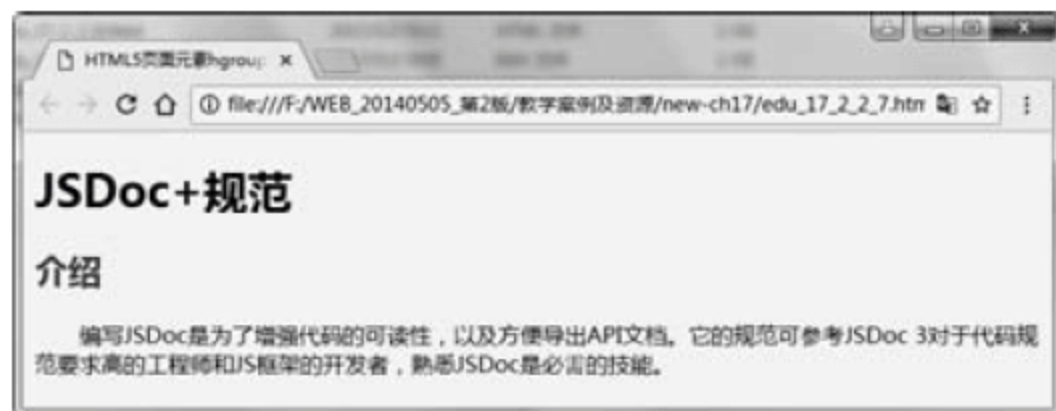 HTML5页面元素hgroup
file:///F:/WEB_20140505_第2版/教学案例及资源/new-ch17/edu_17_2_2_7.htm
JSDoc+规范
介绍
编写JSDoc是为了增强代码的可读性，以及方便导出API文档。它的规范可参考JSDoc 3对于代码规
范要求高的工程师和JS框架的开发者，熟悉JSDoc是必需的技能。